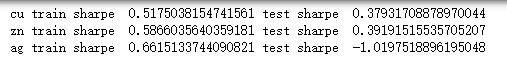 cu train sharpe  0.5175038154741561 test sharpe  0.37931708878970044
zn train sharpe  0.5866035640359181 test sharpe  0.39191515535705207
ag train sharpe  0.6615133744090821 test sharpe  -1.0197518896195048